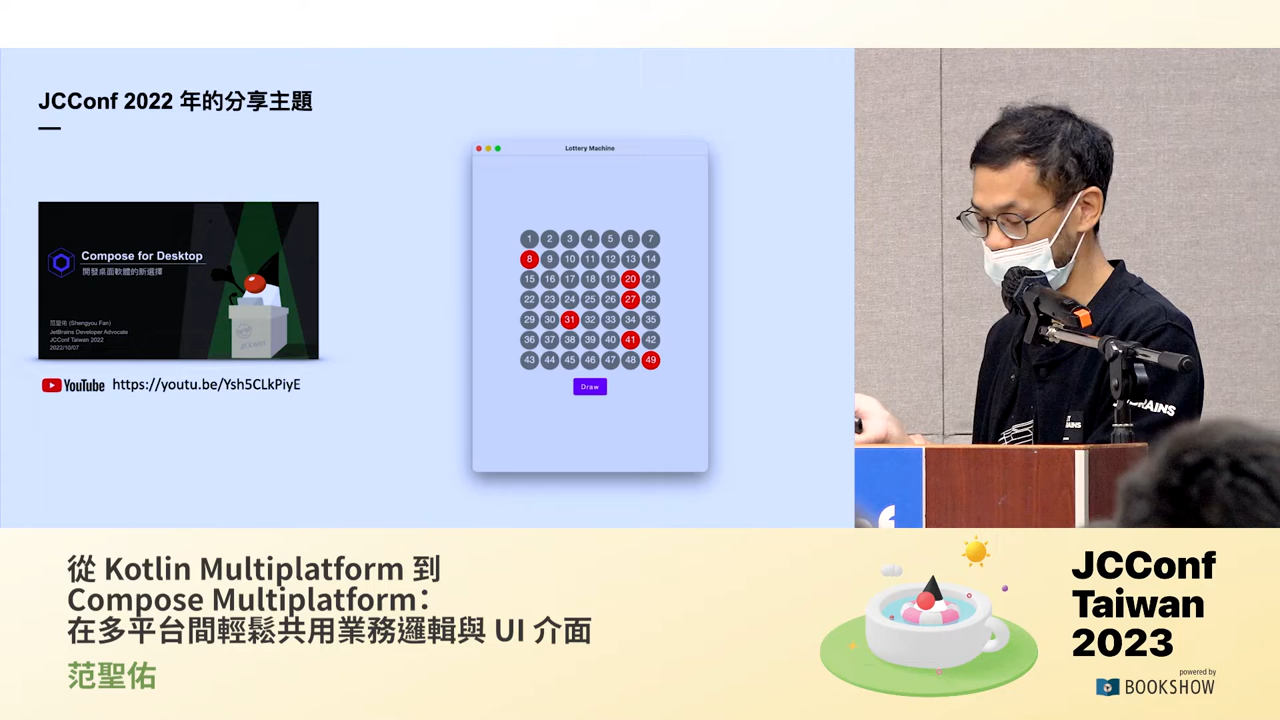 JCConf 2022 年的分享主題
Compose for Desktop
開發桌面軟體的新選擇
范聖佑 (Shengyou Fan)
JetBrains Developer Advocate
JCConf Taiwan 2022
2022/10/07
YouTube https://youtu.be/Ysh5CLkPiyE
Lottery Machine
1 2 3 4 5 6 7
8 9 10 11 12 13 14
15 16 17 18 19 20 21
22 23 24 25 26 27 28
29 30 31 32 33 34 35
36 37 38 39 40 41 42
43 44 45 46 47 48 49
Draw
從 Kotlin Multiplatform 到
Compose Multiplatform：
在多平台間輕鬆共用業務邏輯與 UI 介面
范聖佑
JCConf
Taiwan
2023
powered by
BOOKSHOW